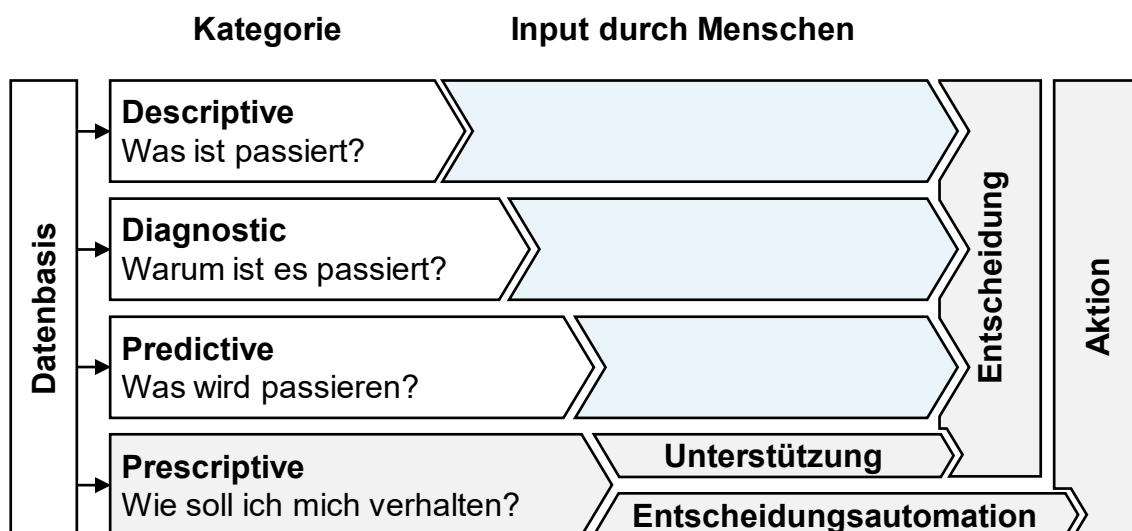 Kategorie
Input durch Menschen
Datenbasis
Descriptive
Was ist passiert?
Diagnostic
Warum ist es passiert?
Predictive
Was wird passieren?
Prescriptive
Wie soll ich mich verhalten?
Unterstützung
Entscheidungsautomation
Entscheidung
Aktion